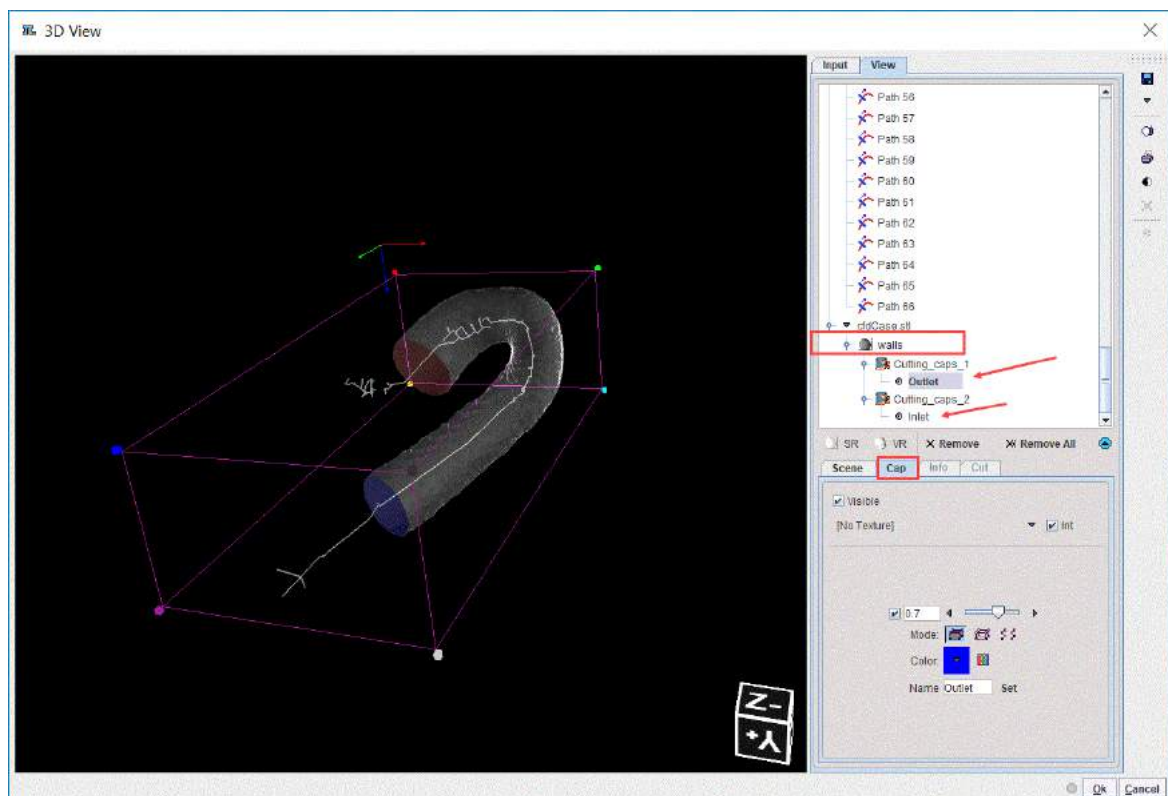 3D View
Input View
Path 56
Path 57
Path 58
Path 59
Path 60
Path 61
Path 62
Path 63
Path 64
Path 65
Path 66
cfdCase.stl
walls
Cutting_caps_1
Outlet
Cutting_caps_2
Inlet
SR VR Remove Remove All
Scene Cap Info Cut
Visible
[No Texture] Int
0.7
Mode:
Color:
Name Outlet Set
Z-
Y+
Ok Cancel